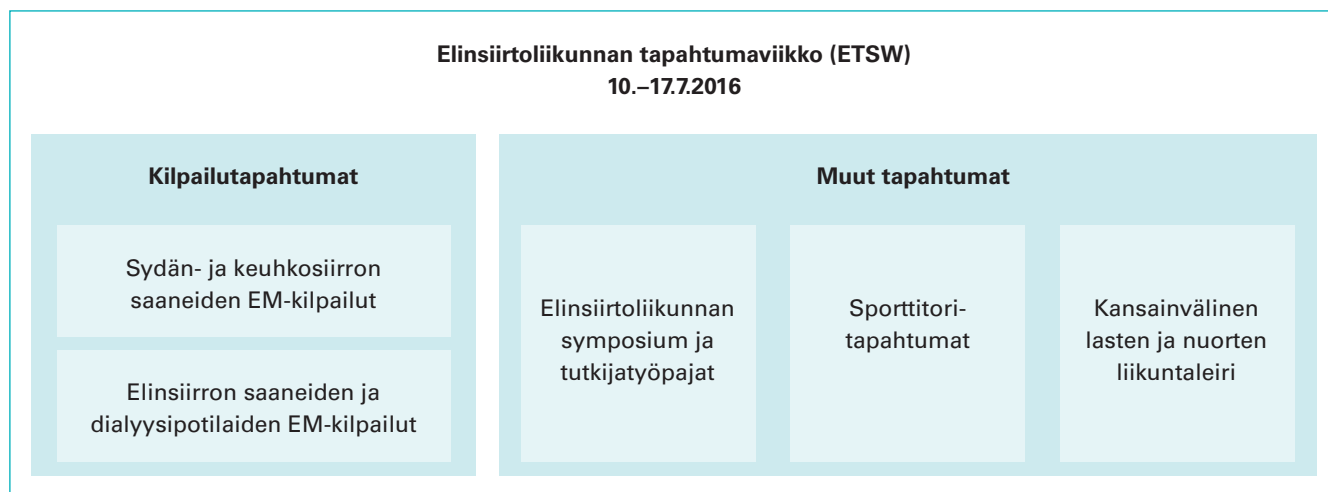 Elinsiirtoliikunnan tapahtumaviikko (ETSW)
10.–17.7.2016
Kilpailutapahtumat
Sydän- ja keuhkosiirron
saaneiden EM-kilpailut
Elinsiirron saaneiden ja
dialyysipotilaiden EM-kilpailut
Muut tapahtumat
Elinsiirtoliikunnan
symposium ja
tutkijatyöpajat
Sporttitori-
tapahtumat
Kansainvälinen
lasten ja nuorten
liikuntaleiri